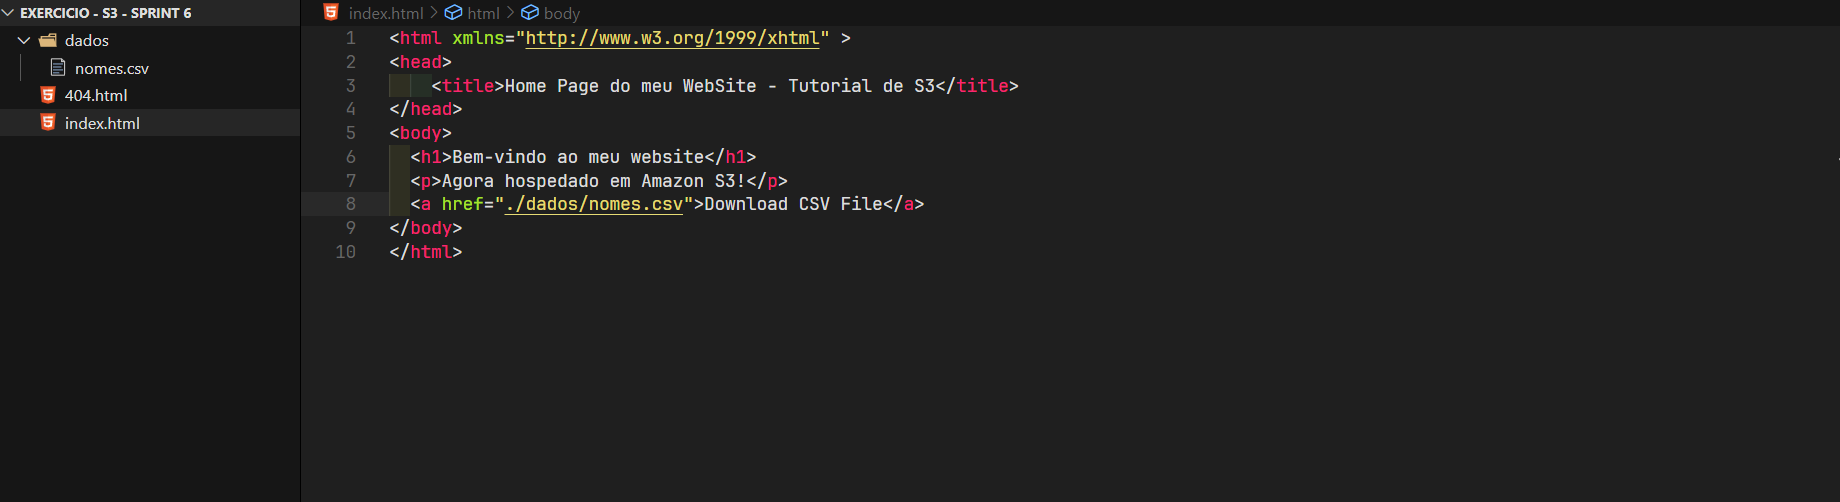 EXERCICIO - S3 - SPRINT 6
dados
nomes.csv
404.html
index.html
index.html > html > body
1 <html xmlns="http://www.w3.org/1999/xhtml" >
2 <head>
3     <title>Home Page do meu WebSite - Tutorial de S3</title>
4 </head>
5 <body>
6   <h1>Bem-vindo ao meu website</h1>
7   <p>Agora hospedado em Amazon S3!</p>
8   <a href="./dados/nomes.csv">Download CSV File</a>
9 </body>
10 </html>